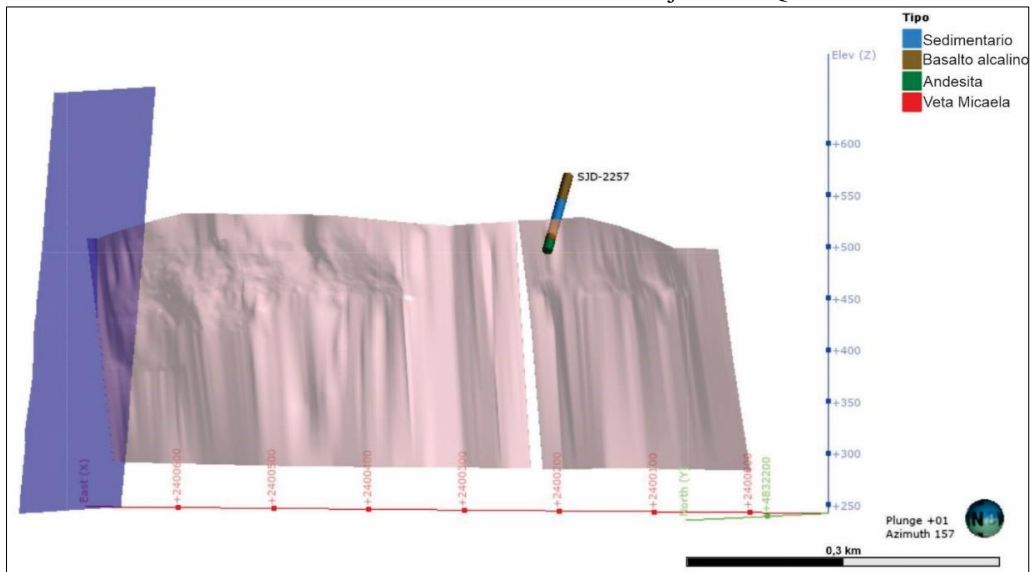 Tipo
Sedimentario
Basalto alcalino
Andesita
Veta Micaela
Elev (Z)
+600
+550
+500
+450
+400
+350
+300
+250
SJD-2257
East (X)
+2400600
+2400500
+2400400
+2400300
+2400200
+2400100
North (Y)
+4832200
Plunge +01
Azimuth 157
0,3 km